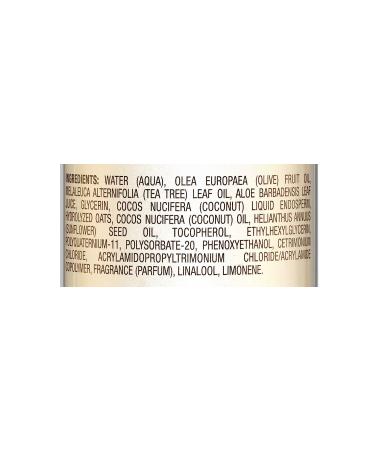 INGREDIENTS: WATER (AQUA), OLEA EUROPAEA (OLIVE) FRUIT OIL,
MELALEUCA ALTERNIFOLIA (TEA TREE) LEAF OIL, ALOE BARBADENSIS LEAF
JUICE, GLYCERIN, COCOS NUCIFERA (COCONUT) LIQUID ENDOSPERM,
HYDROLYZED OATS, COCOS NUCIFERA (COCONUT) OIL, HELIANTHUS ANNUUS
(SUNFLOWER) SEED OIL, TOCOPHEROL, ETHYLHEXYLGLYCERIN,
POLYQUATERNIUM-11, POLYSORBATE-20, PHENOXYETHANOL, CETRIMONIUM
CHLORIDE, ACRYLAMIDOPROPYLTRIMONIUM CHLORIDE/ACRYLAMIDE
COPOLYMER, FRAGRANCE (PARFUM), LINALOOL, LIMONENE.